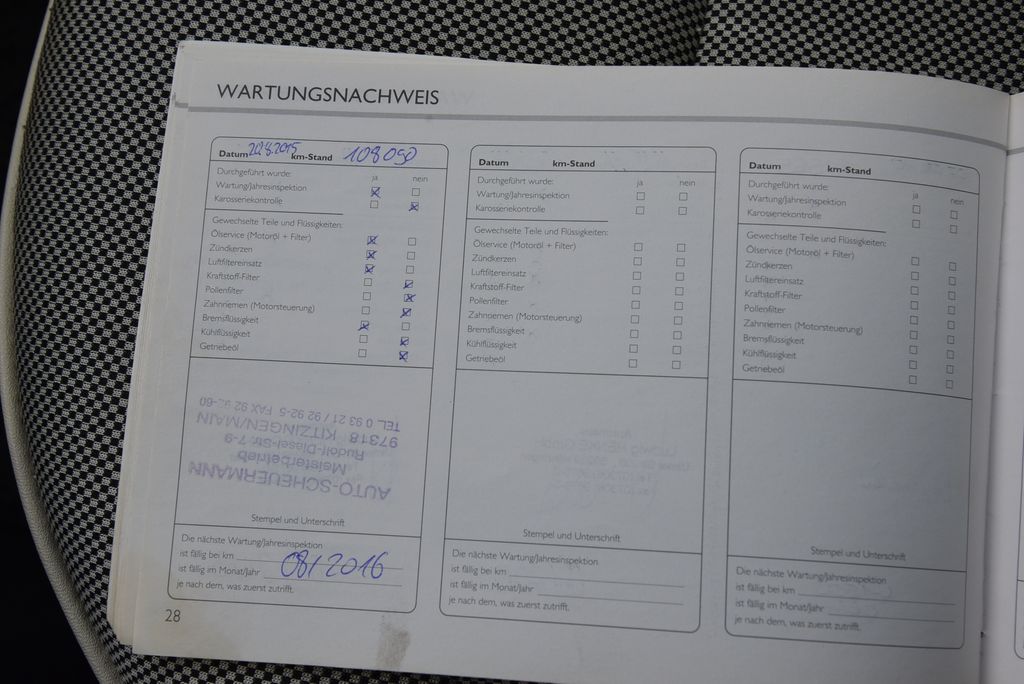 WARTUNGSNACHWEIS
Datum 20.8.2015 km-Stand 108 050
Durchgeführt wurde: ja nein
Wartung/Jahresinspektion
Karosseriekontrolle
Gewechselte Teile und Flüssigkeiten:
Ölservice (Motoröl + Filter)
Zündkerzen
Luftfiltereinsatz
Kraftstoff-Filter
Pollenfilter
Zahnriemen (Motorsteuerung)
Bremsflüssigkeit
Kühlflüssigkeit
Getriebeöl
AUTO-SCHEUERMANN
Meisterbetrieb
Rudolf-Diesel-Str. 7-9
97318 KITZINGEN/MAIN
TEL. 0 93 21 / 92 92-5 FAX 92 92-60
Stempel und Unterschrift
Die nächste Wartung/Jahresinspektion
ist fällig bei km
ist fällig im Monat/Jahr 08/2016
je nach dem, was zuerst zutrifft.
28
Datum km-Stand
Durchgeführt wurde: ja nein
Wartung/Jahresinspektion
Karosseriekontrolle
Gewechselte Teile und Flüssigkeiten:
Ölservice (Motoröl + Filter)
Zündkerzen
Luftfiltereinsatz
Kraftstoff-Filter
Pollenfilter
Zahnriemen (Motorsteuerung)
Bremsflüssigkeit
Kühlflüssigkeit
Getriebeöl
Stempel und Unterschrift
Die nächste Wartung/Jahresinspektion
ist fällig bei km
ist fällig im Monat/Jahr
je nach dem, was zuerst zutrifft.
Datum km-Stand
Durchgeführt wurde: ja nein
Wartung/Jahresinspektion
Karosseriekontrolle
Gewechselte Teile und Flüssigkeiten:
Ölservice (Motoröl + Filter)
Zündkerzen
Luftfiltereinsatz
Kraftstoff-Filter
Pollenfilter
Zahnriemen (Motorsteuerung)
Bremsflüssigkeit
Kühlflüssigkeit
Getriebeöl
Stempel und Unterschrift
Die nächste Wartung/Jahresinspektion
ist fällig bei km
ist fällig im Monat/Jahr
je nach dem, was zuerst zutrifft.